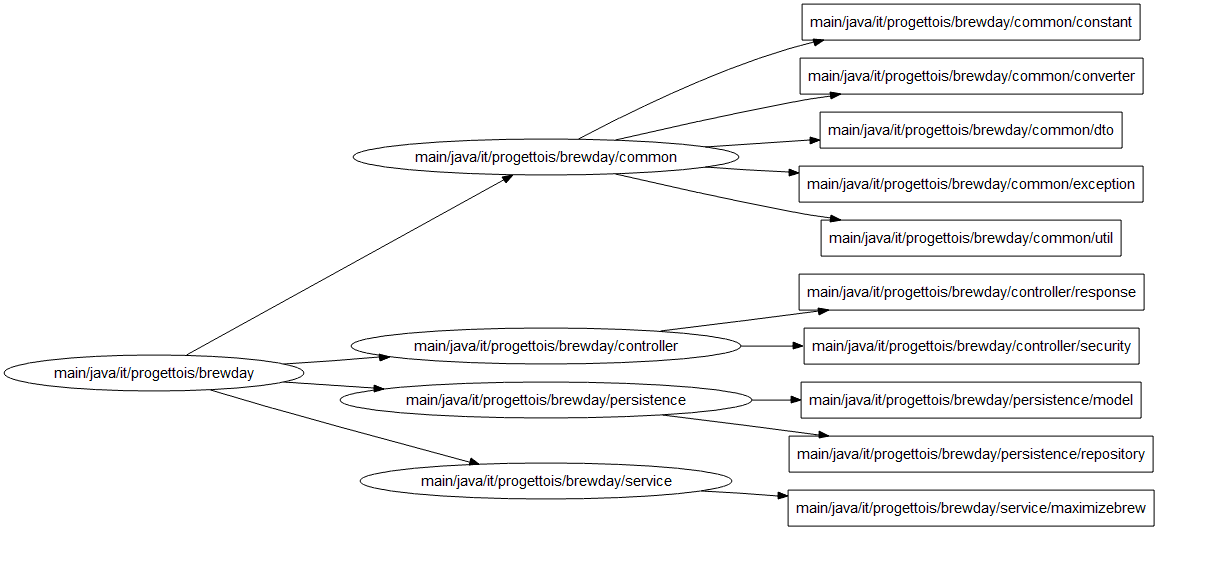 main/java/it/progettois/brewday/common/constant
main/java/it/progettois/brewday/common/converter
main/java/it/progettois/brewday/common/dto
main/java/it/progettois/brewday/common
main/java/it/progettois/brewday/common/exception
main/java/it/progettois/brewday/common/util
main/java/it/progettois/brewday/controller/response
main/java/it/progettois/brewday/controller
main/java/it/progettois/brewday/controller/security
main/java/it/progettois/brewday
main/java/it/progettois/brewday/persistence
main/java/it/progettois/brewday/persistence/model
main/java/it/progettois/brewday/persistence/repository
main/java/it/progettois/brewday/service
main/java/it/progettois/brewday/service/maximizebrew